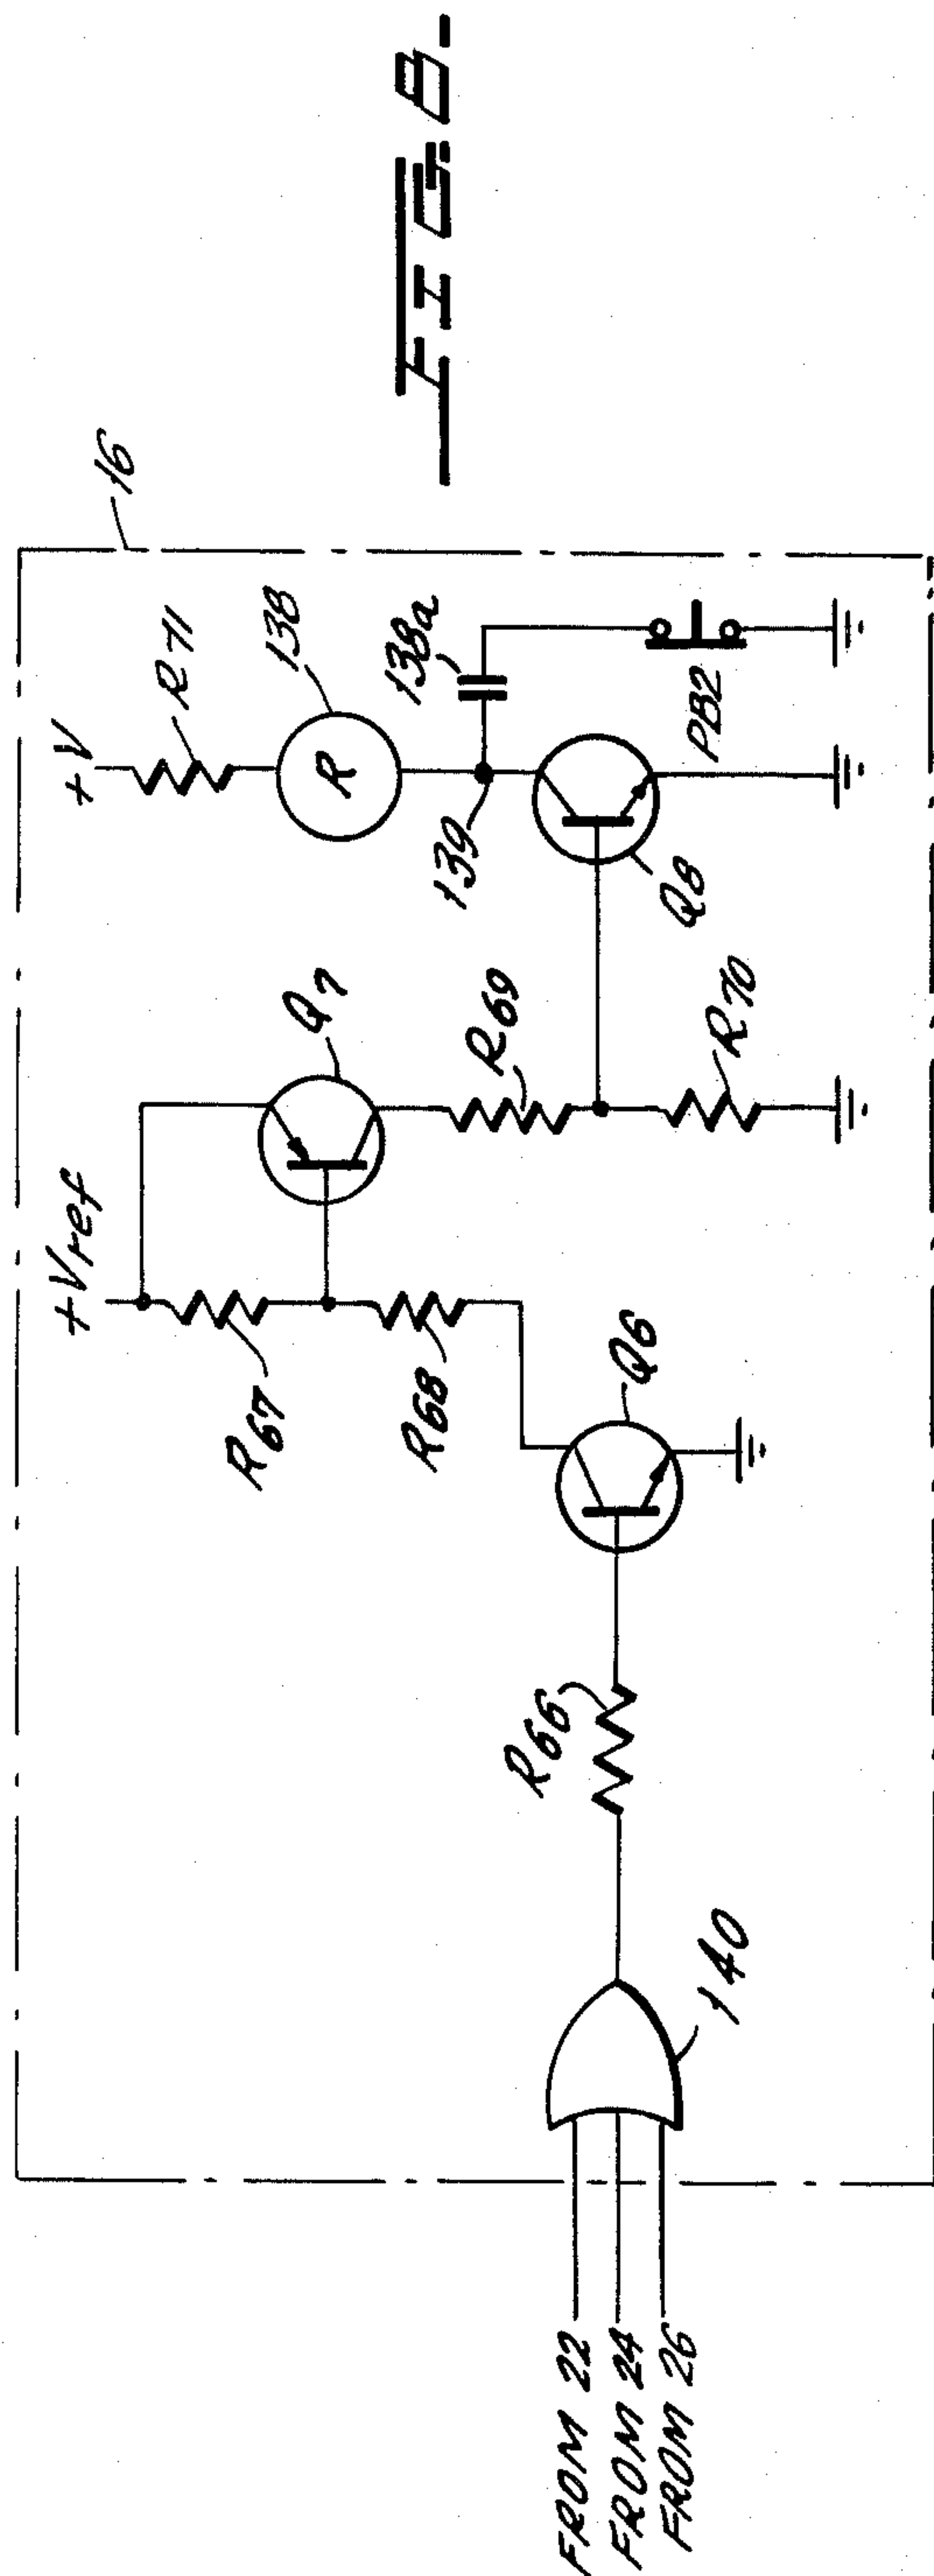 FIG. 8.
16
+V
R71
138
R
138a
139
PB2
Q8
+Vref
Q7
R67
R68
R69
R70
Q6
R66
140
FROM 22
FROM 24
FROM 26